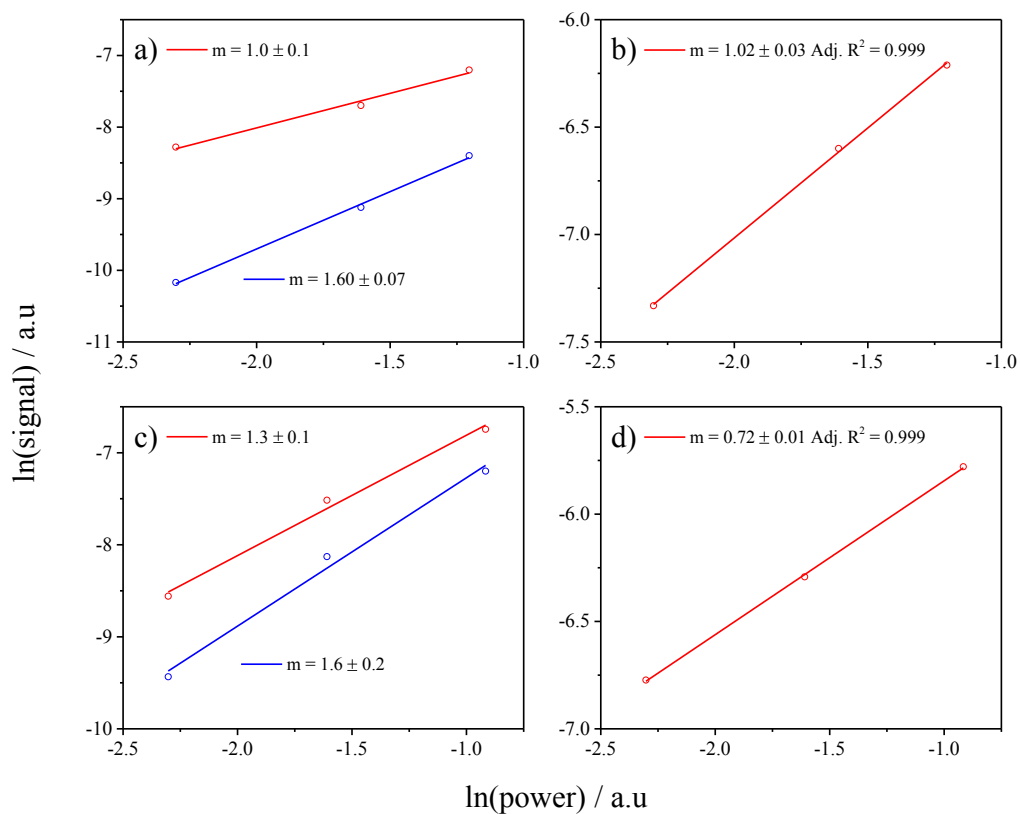 ln(signal) / a.u
a)
m = 1.0 ± 0.1
m = 1.60 ± 0.07
-7
-8
-9
-10
-11
-2.5 -2.0 -1.5 -1.0
b)
m = 1.02 ± 0.03 Adj. R² = 0.999
-6.0
-6.5
-7.0
-7.5
-2.5 -2.0 -1.5 -1.0
c)
m = 1.3 ± 0.1
m = 1.6 ± 0.2
-7
-8
-9
-10
-2.5 -2.0 -1.5 -1.0
d)
m = 0.72 ± 0.01 Adj. R² = 0.999
-5.5
-6.0
-6.5
-7.0
-2.5 -2.0 -1.5 -1.0
ln(power) / a.u